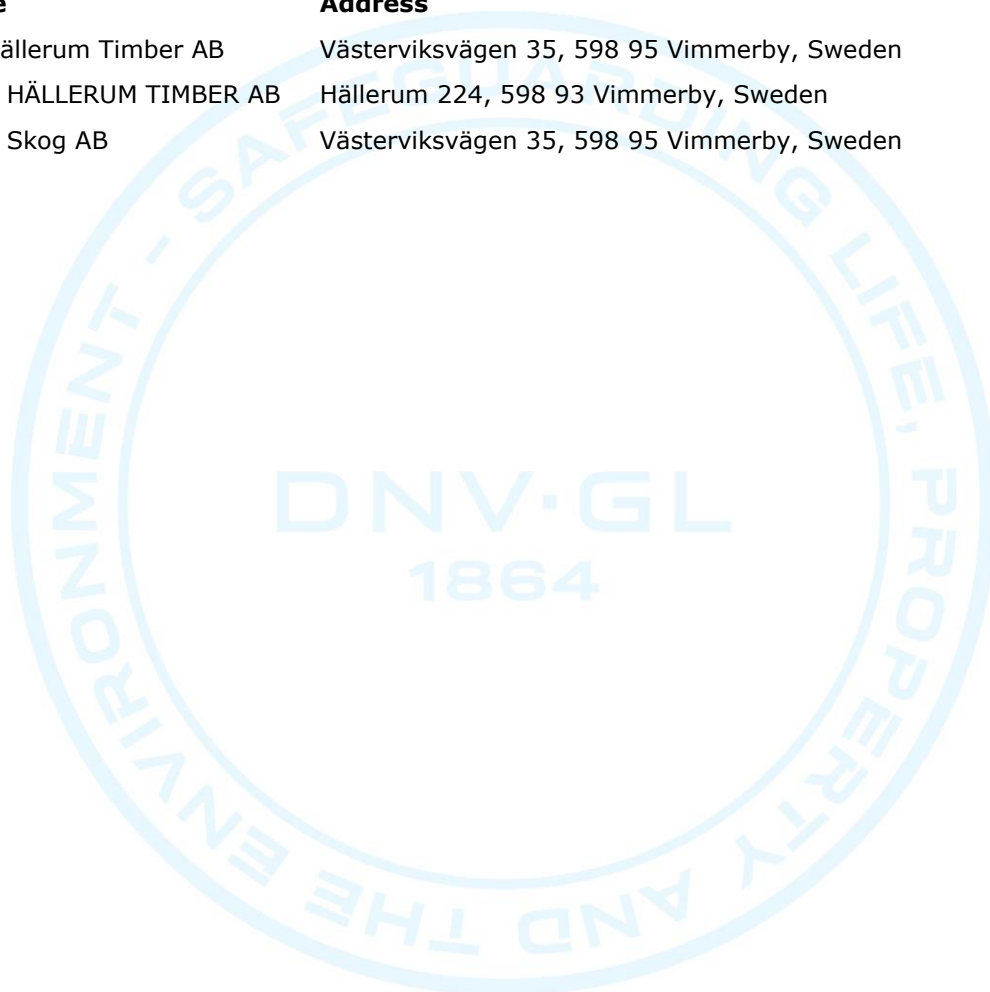 e Address
ällerum Timber AB Västerviksvägen 35, 598 95 Vimmerby, Sweden
HÄLLERUM TIMBER AB Hällerum 224, 598 93 Vimmerby, Sweden
Skog AB Västerviksvägen 35, 598 95 Vimmerby, Sweden
SAFEGUARDING LIFE, PROPERTY AND THE ENVIRONMENT -
DNV·GL
1864